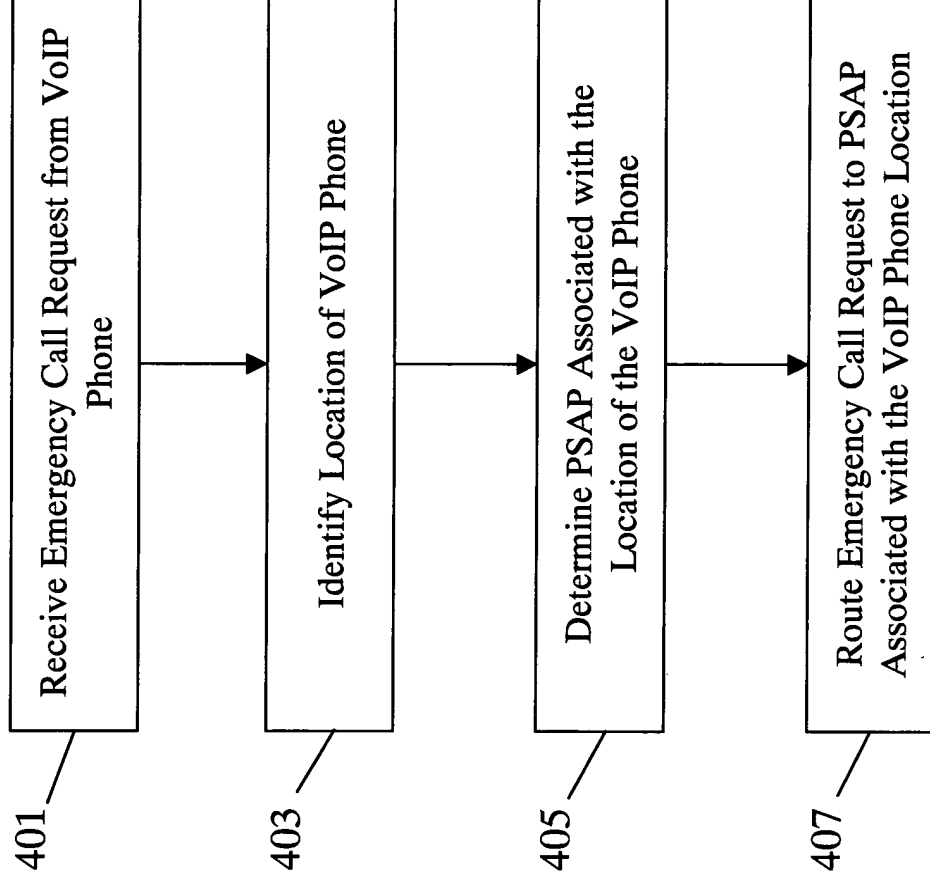 401
Receive Emergency Call Request from VoIP
Phone
403
Identify Location of VoIP Phone
405
Determine PSAP Associated with the
Location of the VoIP Phone
407
Route Emergency Call Request to PSAP
Associated with the VoIP Phone Location